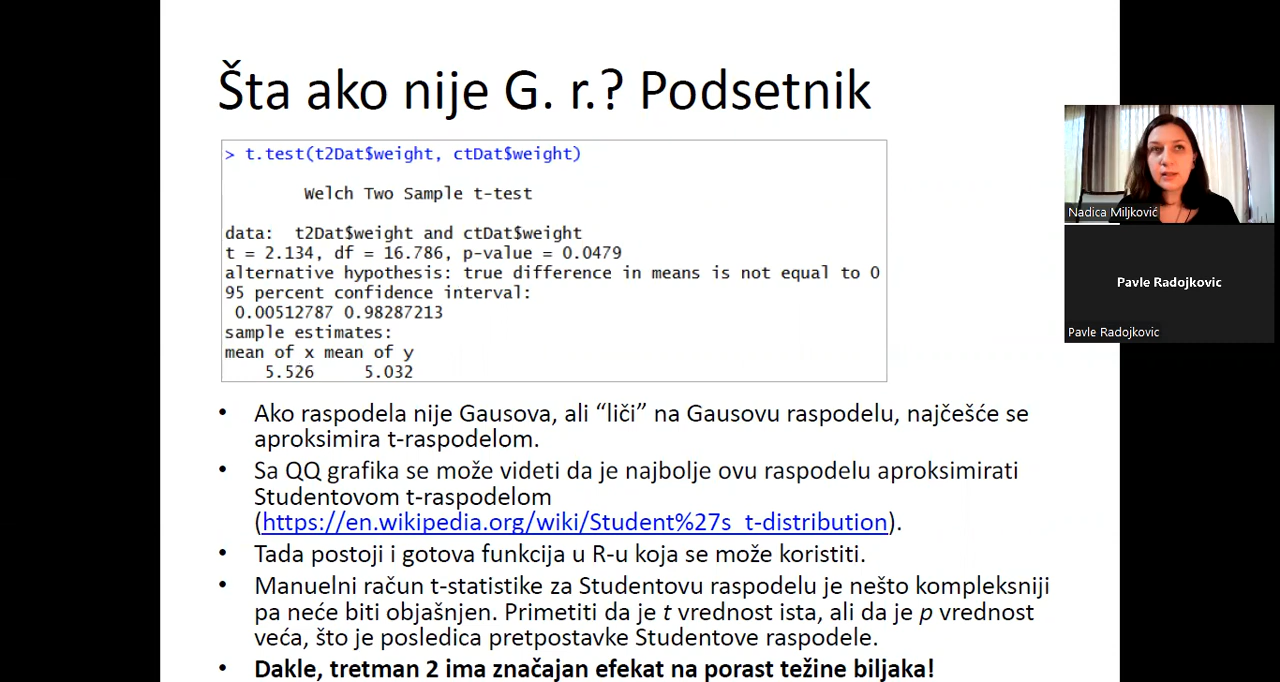 Šta ako nije G. r.? Podsetnik
> t.test(t2Dat$weight, ctDat$weight)
Welch Two Sample t-test
data: t2Dat$weight and ctDat$weight
t = 2.134, df = 16.786, p-value = 0.0479
alternative hypothesis: true difference in means is not equal to 0
95 percent confidence interval:
0.00512787 0.98287213
sample estimates:
mean of x mean of y
5.526 5.032
• Ako raspodela nije Gausova, ali “liči” na Gausovu raspodelu, najčešće se
aproksimira t-raspodelom.
• Sa QQ grafika se može videti da je najbolje ovu raspodelu aproksimirati
Studentovom t-raspodelom
(https://en.wikipedia.org/wiki/Student%27s_t-distribution).
• Tada postoji i gotova funkcija u R-u koja se može koristiti.
• Manuelni račun t-statistike za Studentovu raspodelu je nešto kompleksniji
pa neće biti objašnjen. Primetiti da je t vrednost ista, ali da je p vrednost
veća, što je posledica pretpostavke Studentove raspodele.
• Dakle, tretman 2 ima značajan efekat na porast težine biljaka!
Nadica Miljković
Pavle Radojkovic
Pavle Radojkovic